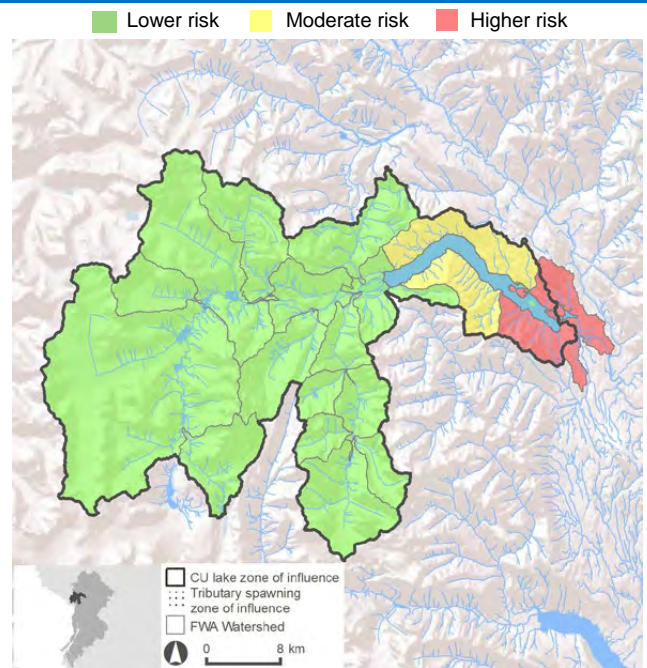 Lower risk Moderate risk Higher risk
CU lake zone of influence
Tributary spawning
zone of influence
FWA Watershed
0 8 km